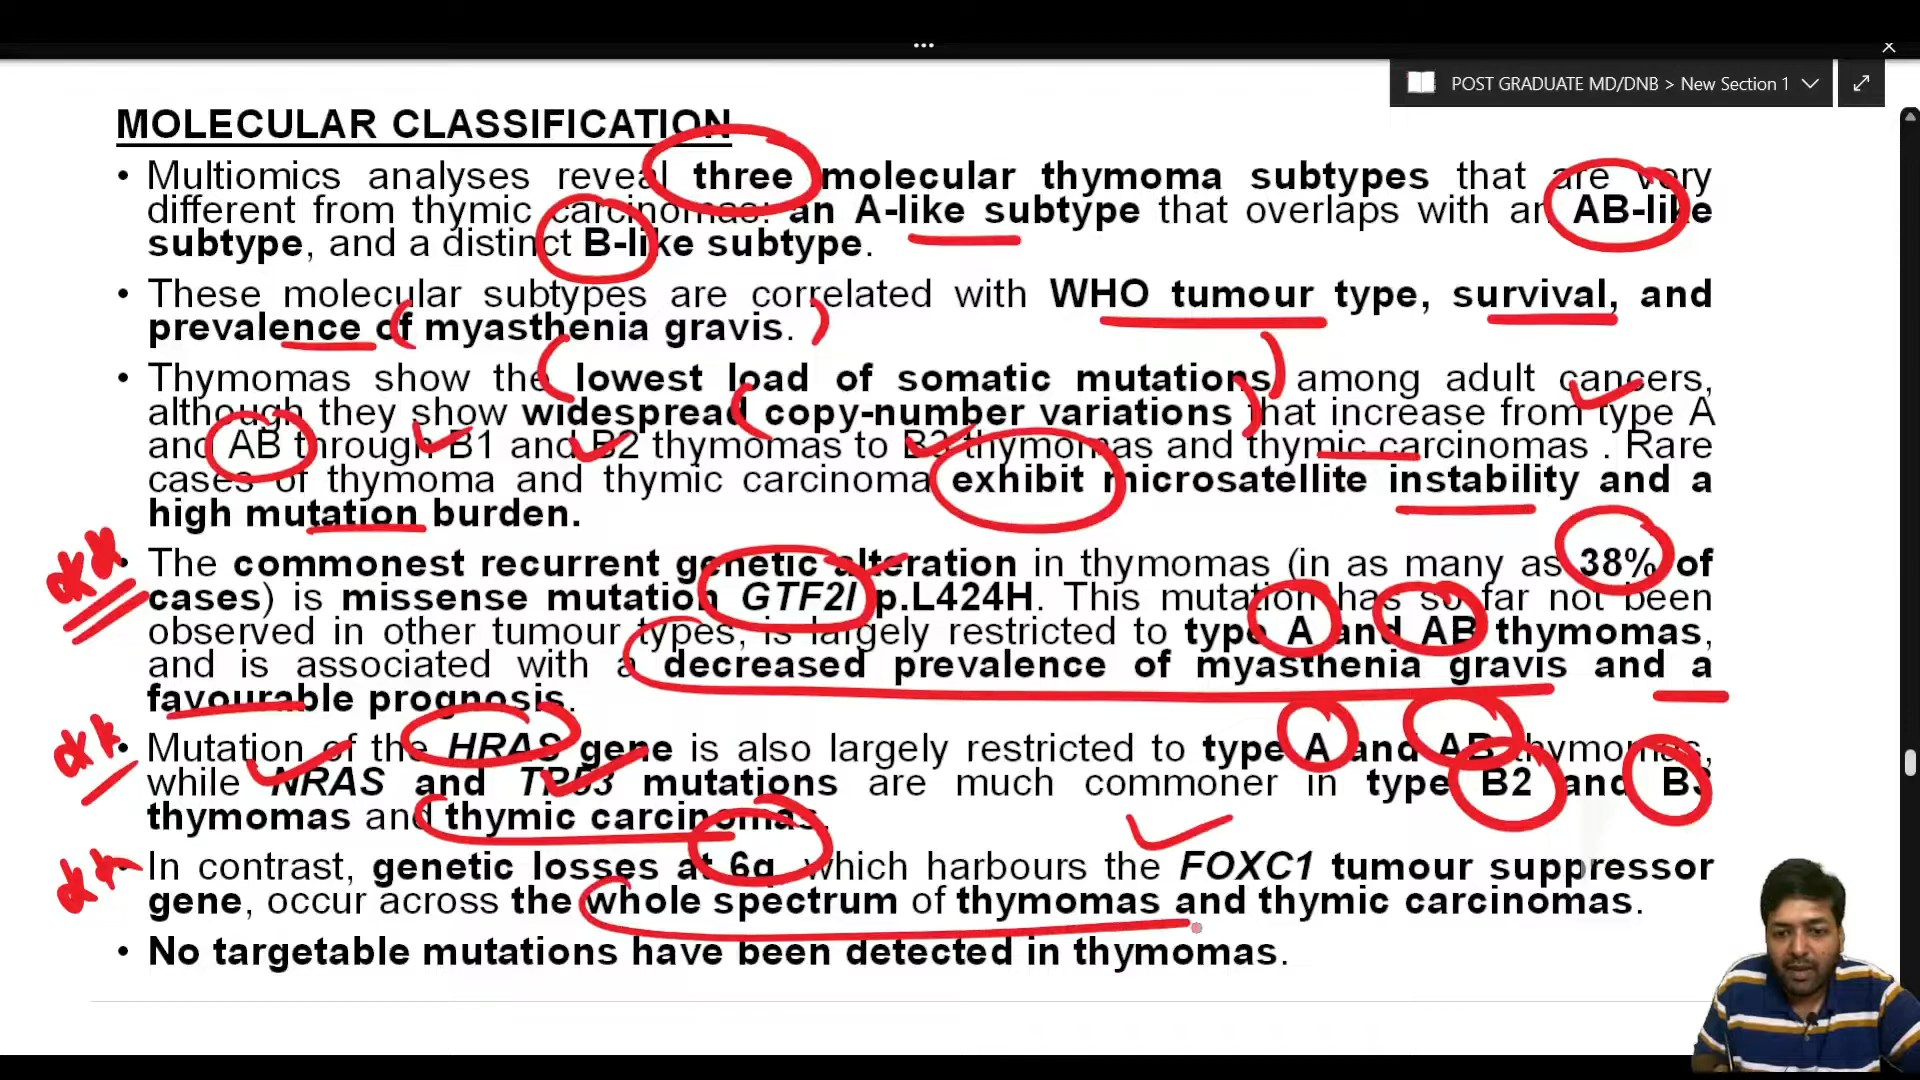 POST GRADUATE MD/DNB > New Section 1
MOLECULAR CLASSIFICATION
• Multiomics analyses reveal three molecular thymoma subtypes that are very
different from thymic carcinomas: an A-like subtype that overlaps with an AB-like
subtype, and a distinct B-like subtype.
• These molecular subtypes are correlated with WHO tumour type, survival, and
prevalence of myasthenia gravis.
• Thymomas show the lowest load of somatic mutations among adult cancers,
although they show widespread copy-number variations that increase from type A
and AB through B1 and B2 thymomas to B3 thymomas and thymic carcinomas . Rare
cases of thymoma and thymic carcinoma exhibit microsatellite instability and a
high mutation burden.
• The commonest recurrent genetic alteration in thymomas (in as many as 38% of
cases) is missense mutation GTF2I p.L424H. This mutation has so far not been
observed in other tumour types, is largely restricted to type A and AB thymomas,
and is associated with a decreased prevalence of myasthenia gravis and a
favourable prognosis.
• Mutation of the HRAS gene is also largely restricted to type A and AB thymomas,
while NRAS and TP53 mutations are much commoner in type B2 and B3
thymomas and thymic carcinomas.
• In contrast, genetic losses at 6q, which harbours the FOXC1 tumour suppressor
gene, occur across the whole spectrum of thymomas and thymic carcinomas.
• No targetable mutations have been detected in thymomas.